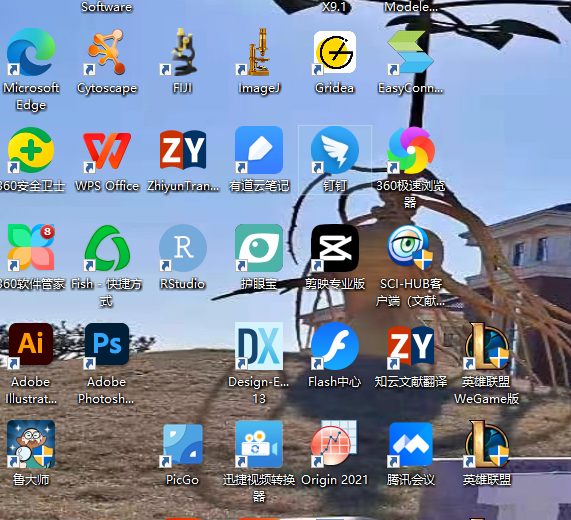 Software
X9.1
Modele...
Microsoft
Edge
Cytoscape
FIJI
ImageJ
Gridea
EasyConn...
ZY
360安全卫士
WPS Office
ZhiyunTran...
有道云笔记
钉钉
360极速浏览
器
8
R
360软件管家
Fish - 快捷方
式
RStudio
护眼宝
剪映专业版
SCI-HUB客
户端（文献...
Ai
Ps
DX
ZY
Adobe
Illustrat...
Adobe
Photosh...
Design-E...
13
Flash中心
知云文献翻译
英雄联盟
WeGame版
鲁大师
PicGo
迅捷视频转换
器
Origin 2021
腾讯会议
英雄联盟